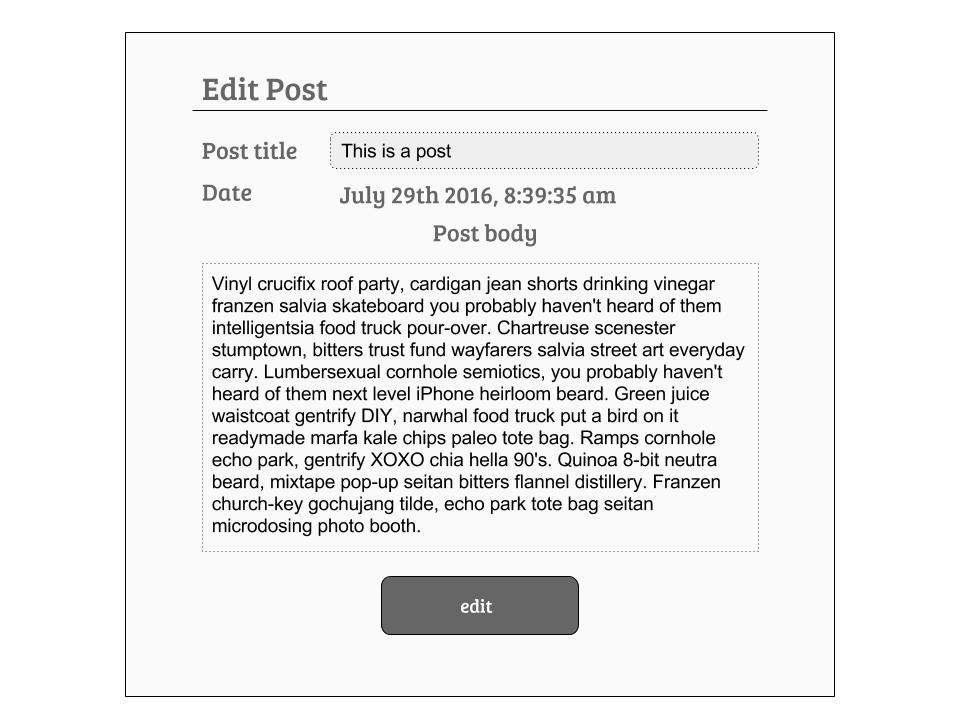 Edit Post
Post title
This is a post
Date
July 29th 2016, 8:39:35 am
Post body
Vinyl crucifix roof party, cardigan jean shorts drinking vinegar
franzen salvia skateboard you probably haven't heard of them
intelligentsia food truck pour-over. Chartreuse scenester
stumptown, bitters trust fund wayfarers salvia street art everyday
carry. Lumbersexual cornhole semiotics, you probably haven't
heard of them next level iPhone heirloom beard. Green juice
waistcoat gentrify DIY, narwhal food truck put a bird on it
readymade marfa kale chips paleo tote bag. Ramps cornhole
echo park, gentrify XOXO chia hella 90's. Quinoa 8-bit neutra
beard, mixtape pop-up seitan bitters flannel distillery. Franzen
church-key gochujang tilde, echo park tote bag seitan
microdosing photo booth.
edit